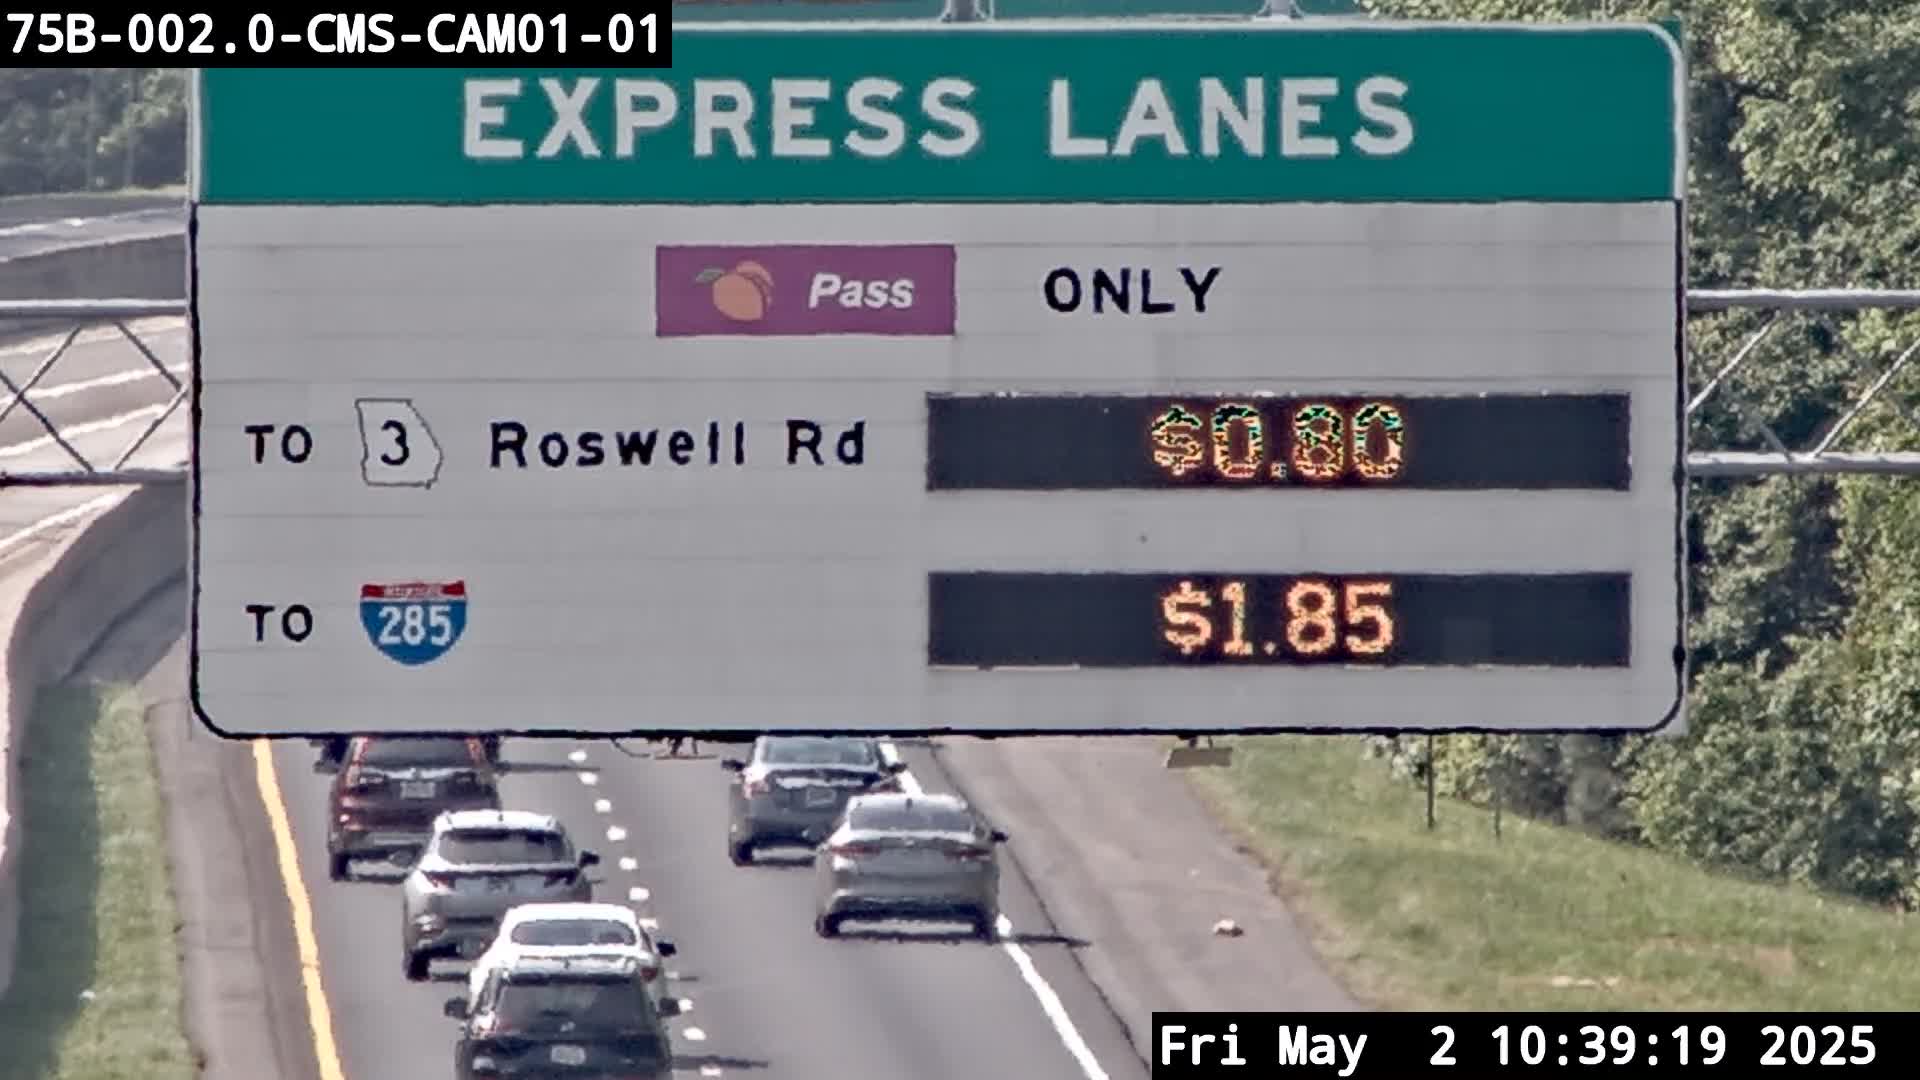 75B-002.0-CMS-CAM01-01
EXPRESS LANES
Pass ONLY
TO 3 Roswell Rd $0.80
TO 285 $1.85
Fri May 2 10:39:19 2025